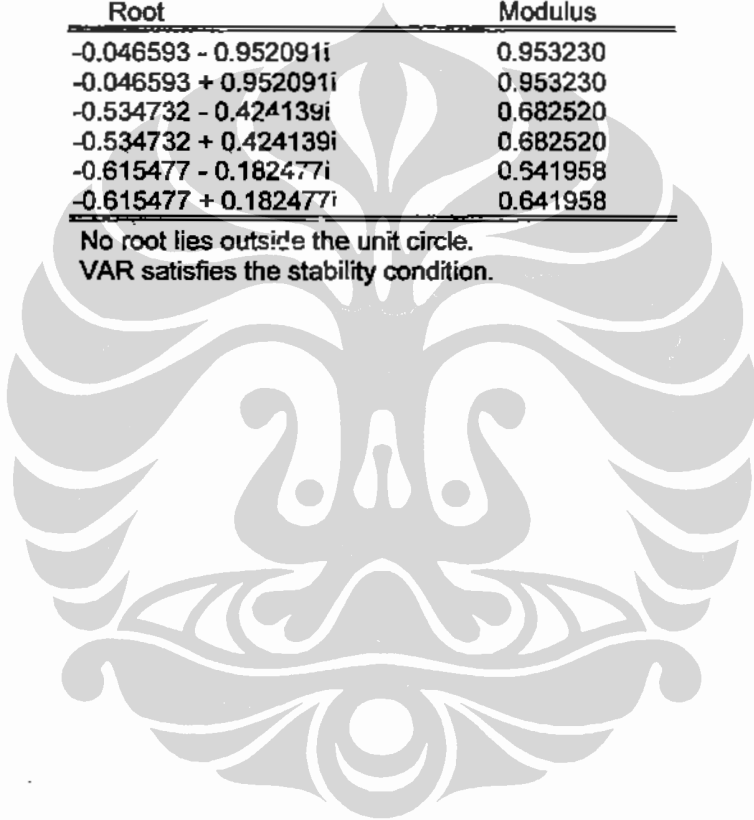 Root Modulus
-0.046593 - 0.952091i 0.953230
-0.046593 + 0.952091i 0.953230
-0.534732 - 0.424139i 0.682520
-0.534732 + 0.424139i 0.682520
-0.615477 - 0.182477i 0.641958
-0.615477 + 0.182477i 0.641958
No root lies outside the unit circle.
VAR satisfies the stability condition.